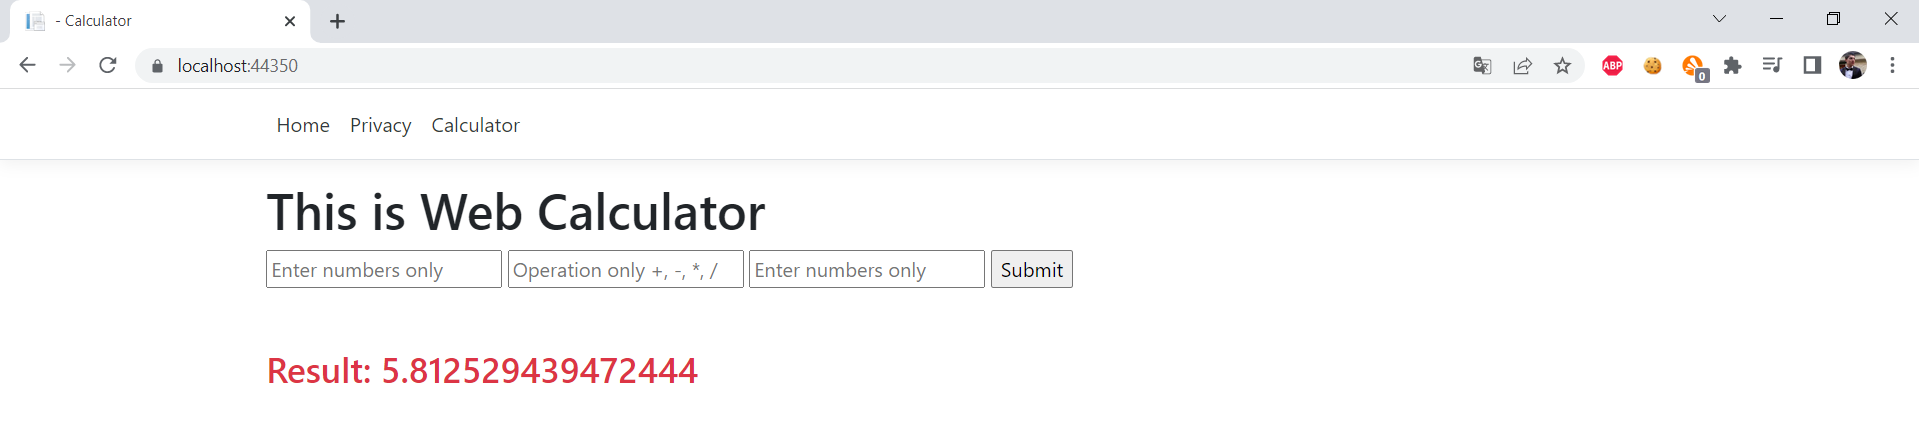 - Calculator
localhost:44350
ABP
0
Home Privacy Calculator
This is Web Calculator
Enter numbers only Operation only +, -, *, / Enter numbers only Submit
Result: 5.812529439472444